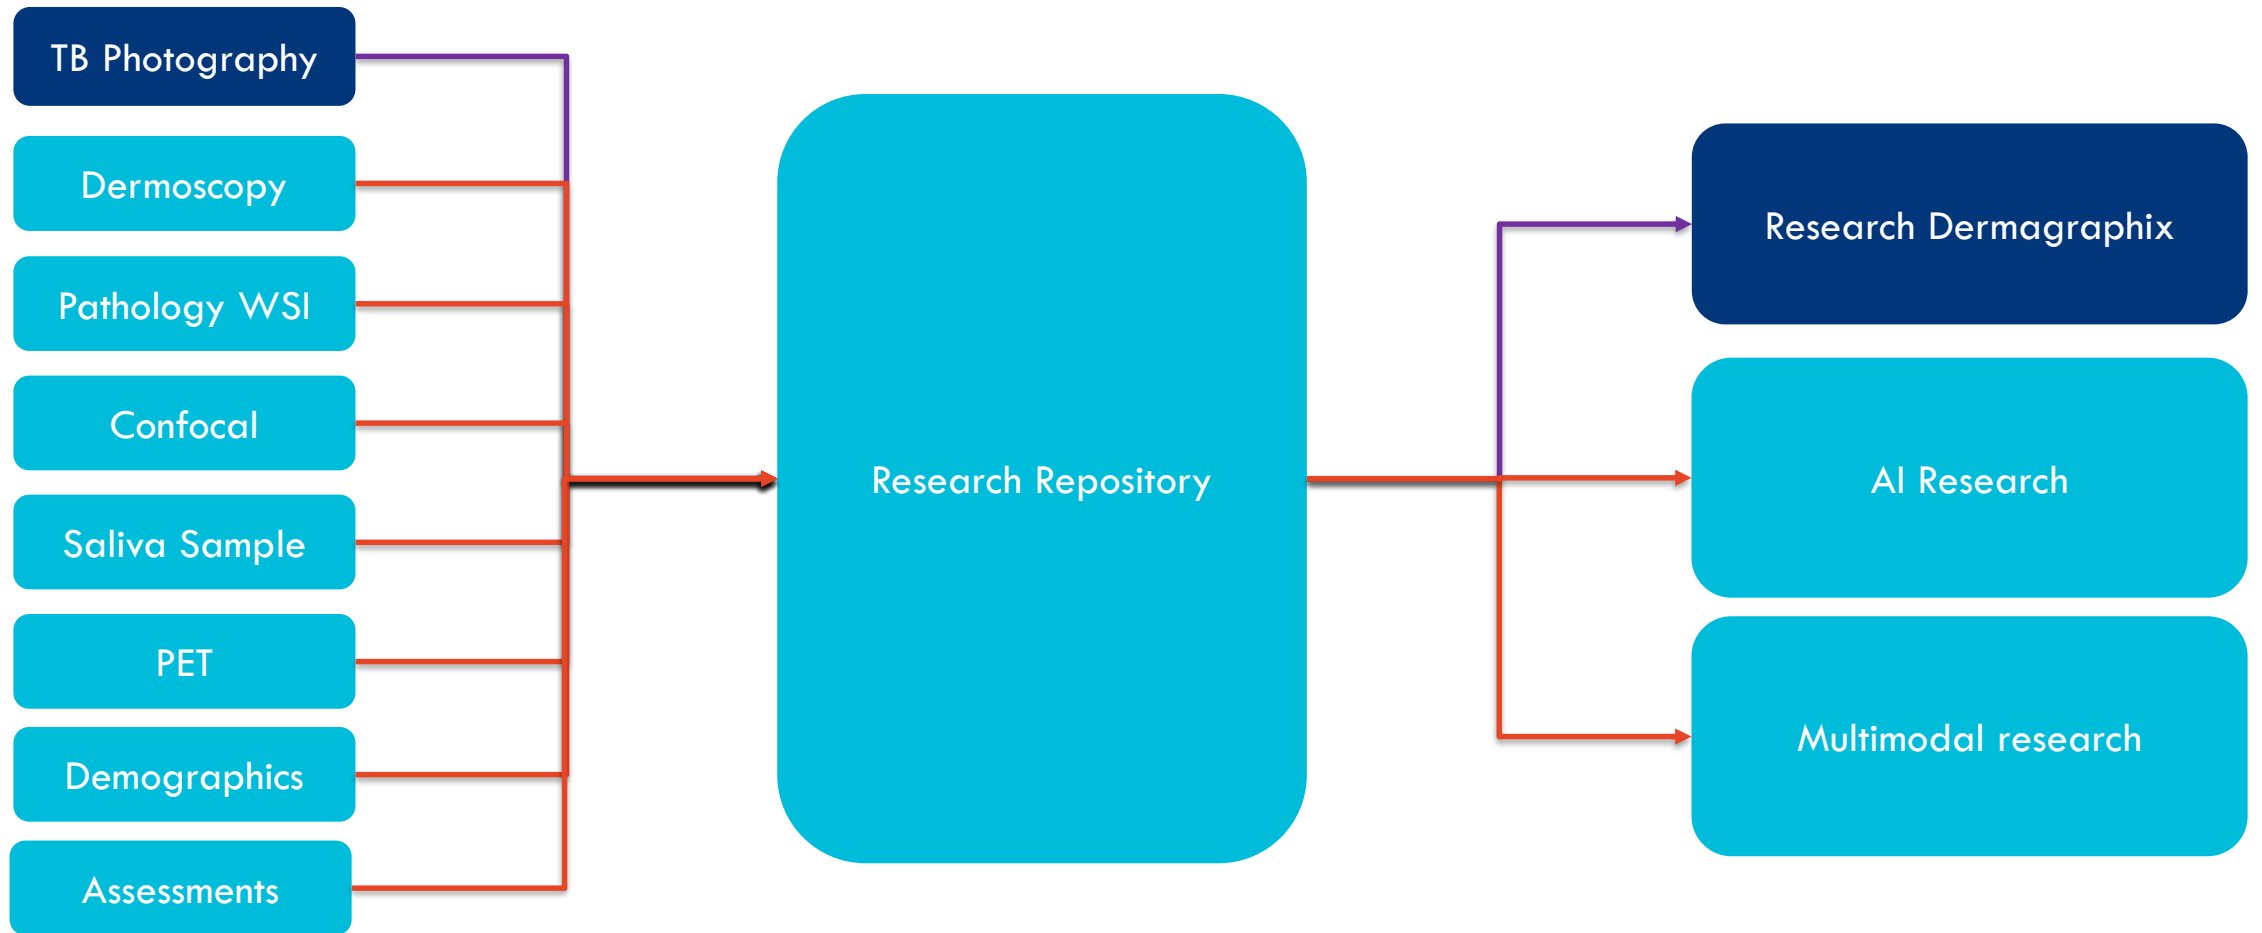 TB Photography
Dermoscopy
Pathology WSI
Confocal
Saliva Sample
PET
Demographics
Assessments
Research Repository
Research Dermagraphix
AI Research
Multimodal research